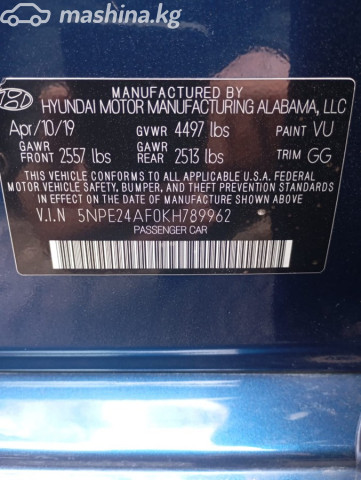 mashina.kg
MANUFACTURED BY
HYUNDAI MOTOR MANUFACTURING ALABAMA, LLC
Apr/10/19 GVWR 4497 lbs PAINT VU
GAWR FRONT 2557 lbs GAWR REAR 2513 lbs TRIM GG
THIS VEHICLE CONFORMS TO ALL APPLICABLE U.S.A. FEDERAL
MOTOR VEHICLE SAFETY, BUMPER, AND THEFT PREVENTION
STANDARDS IN EFFECT ON THE DATE OF MANUFACTURE SHOWN ABOVE.
V.I.N 5NPE24AF0KH789962
PASSENGER CAR